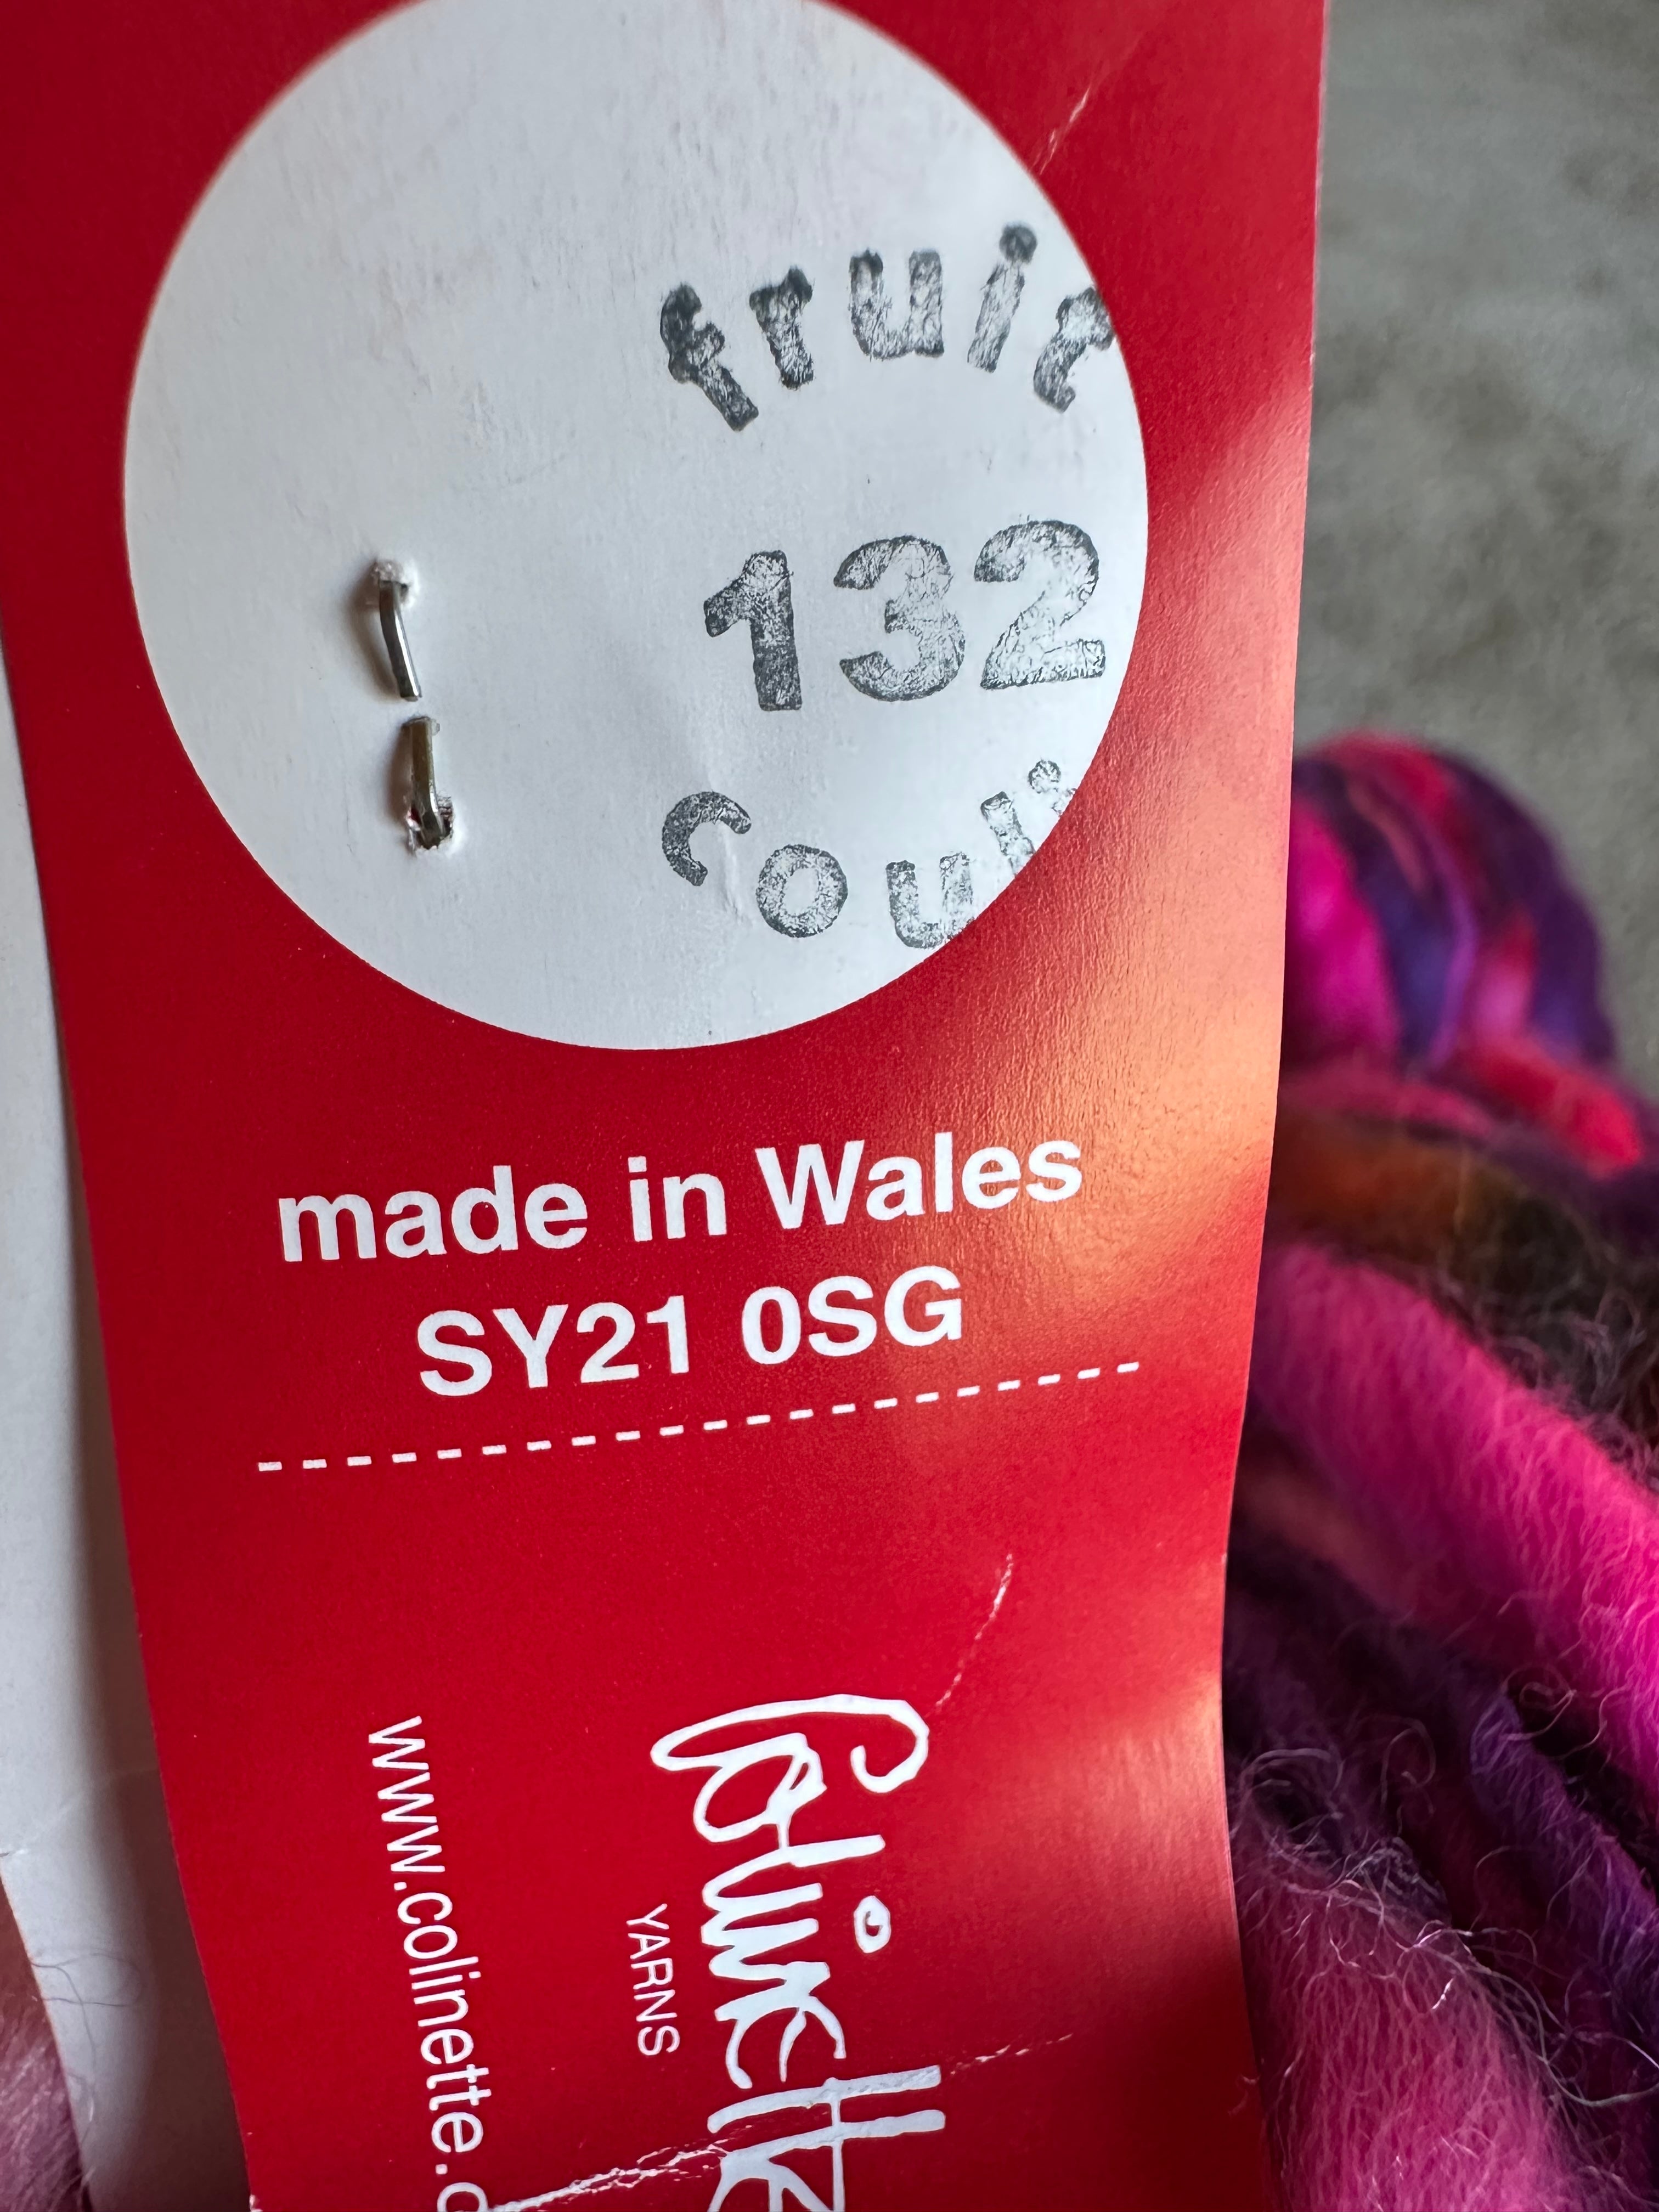 fruit
132
Couli
made in Wales
SY21 0SG
Colinette
YARNS
www.colinette.c